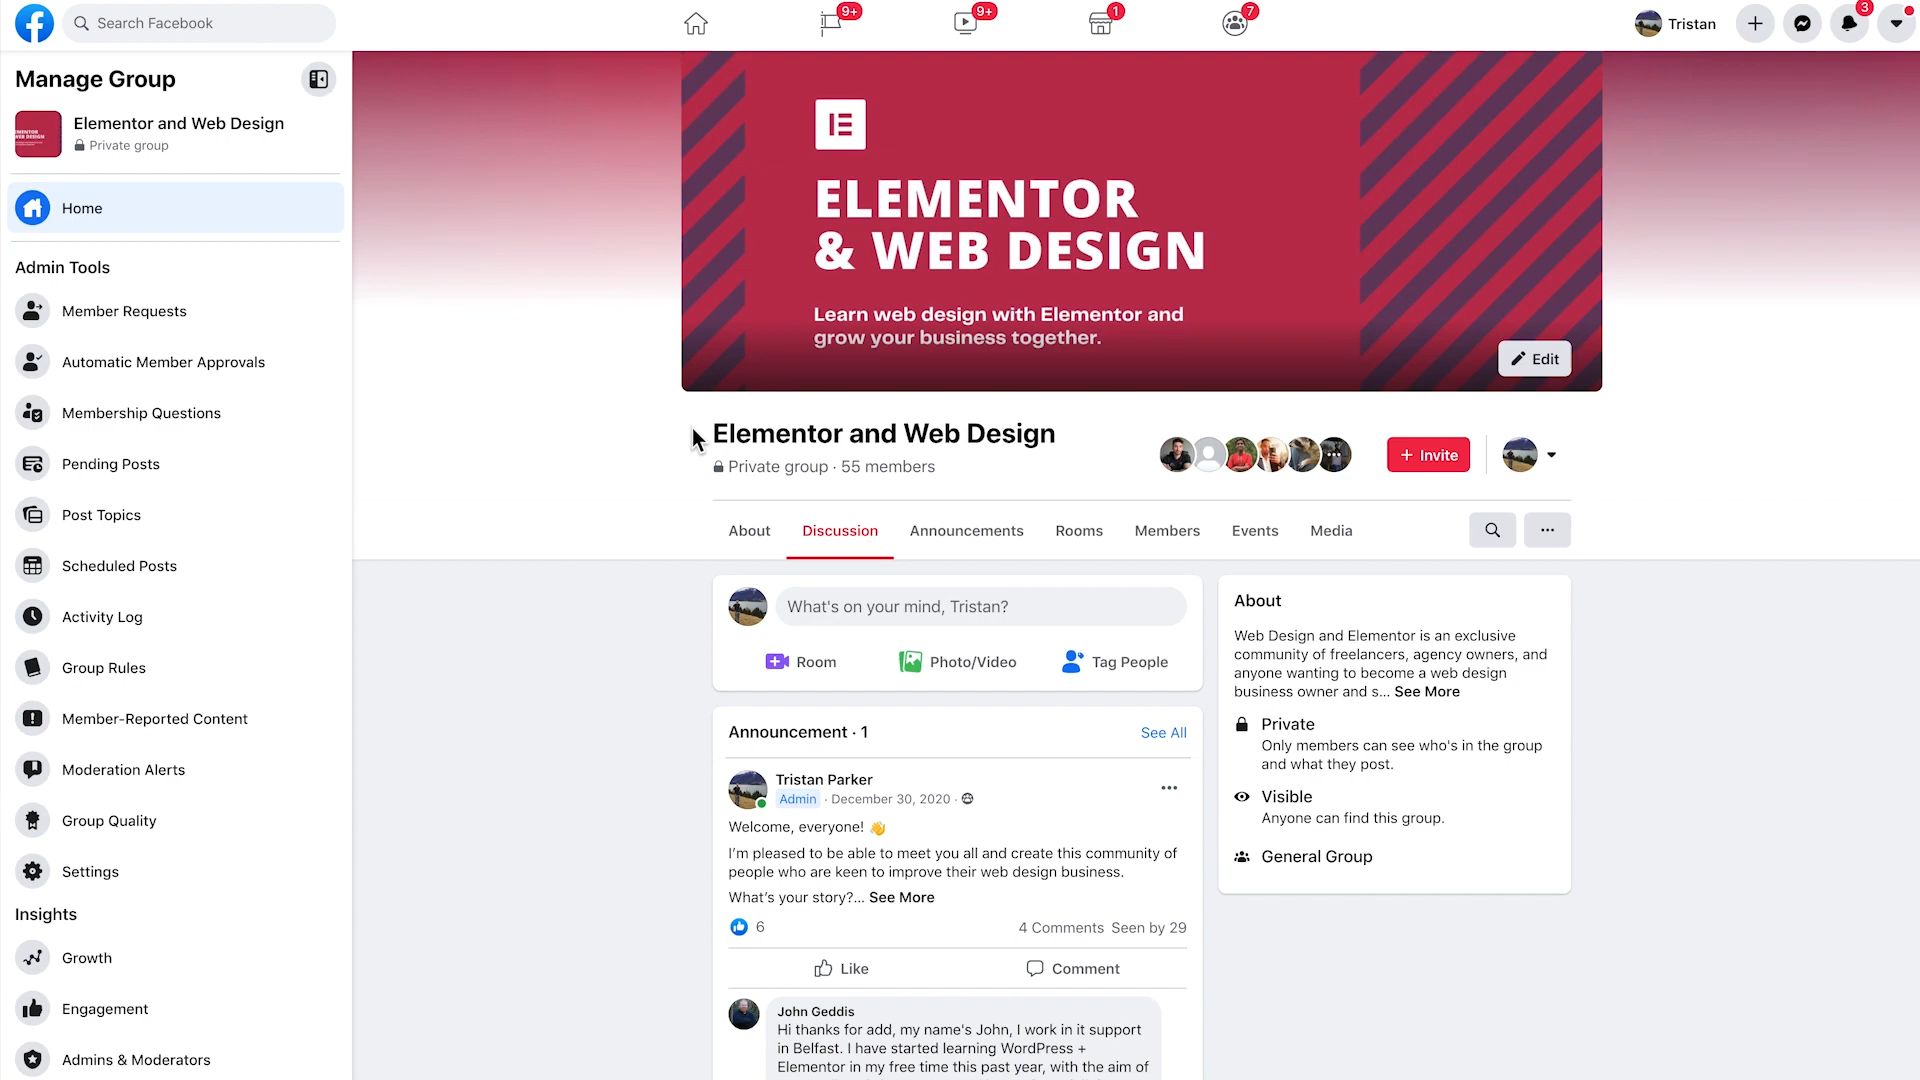 Search Facebook
9+
9+
1
7
Tristan
3
Manage Group
Elementor and Web Design
Private group
Home
Admin Tools
Member Requests
Automatic Member Approvals
Membership Questions
Pending Posts
Post Topics
Scheduled Posts
Activity Log
Group Rules
Member-Reported Content
Moderation Alerts
Group Quality
Settings
Insights
Growth
Engagement
Admins & Moderators
ELEMENTOR
& WEB DESIGN
Learn web design with Elementor and
grow your business together.
Edit
Elementor and Web Design
Private group · 55 members
+ Invite
About
Discussion
Announcements
Rooms
Members
Events
Media
What's on your mind, Tristan?
Room
Photo/Video
Tag People
Announcement · 1
See All
Tristan Parker
Admin · December 30, 2020 ·
Welcome, everyone! 👋
I'm pleased to be able to meet you all and create this community of
people who are keen to improve their web design business.
What's your story?... See More
6
4 Comments Seen by 29
Like
Comment
John Geddis
Hi thanks for add, my name's John, I work in it support
in Belfast. I have started learning WordPress +
Elementor in my free time this past year, with the aim of
About
Web Design and Elementor is an exclusive
community of freelancers, agency owners, and
anyone wanting to become a web design
business owner and s... See More
Private
Only members can see who's in the group
and what they post.
Visible
Anyone can find this group.
General Group